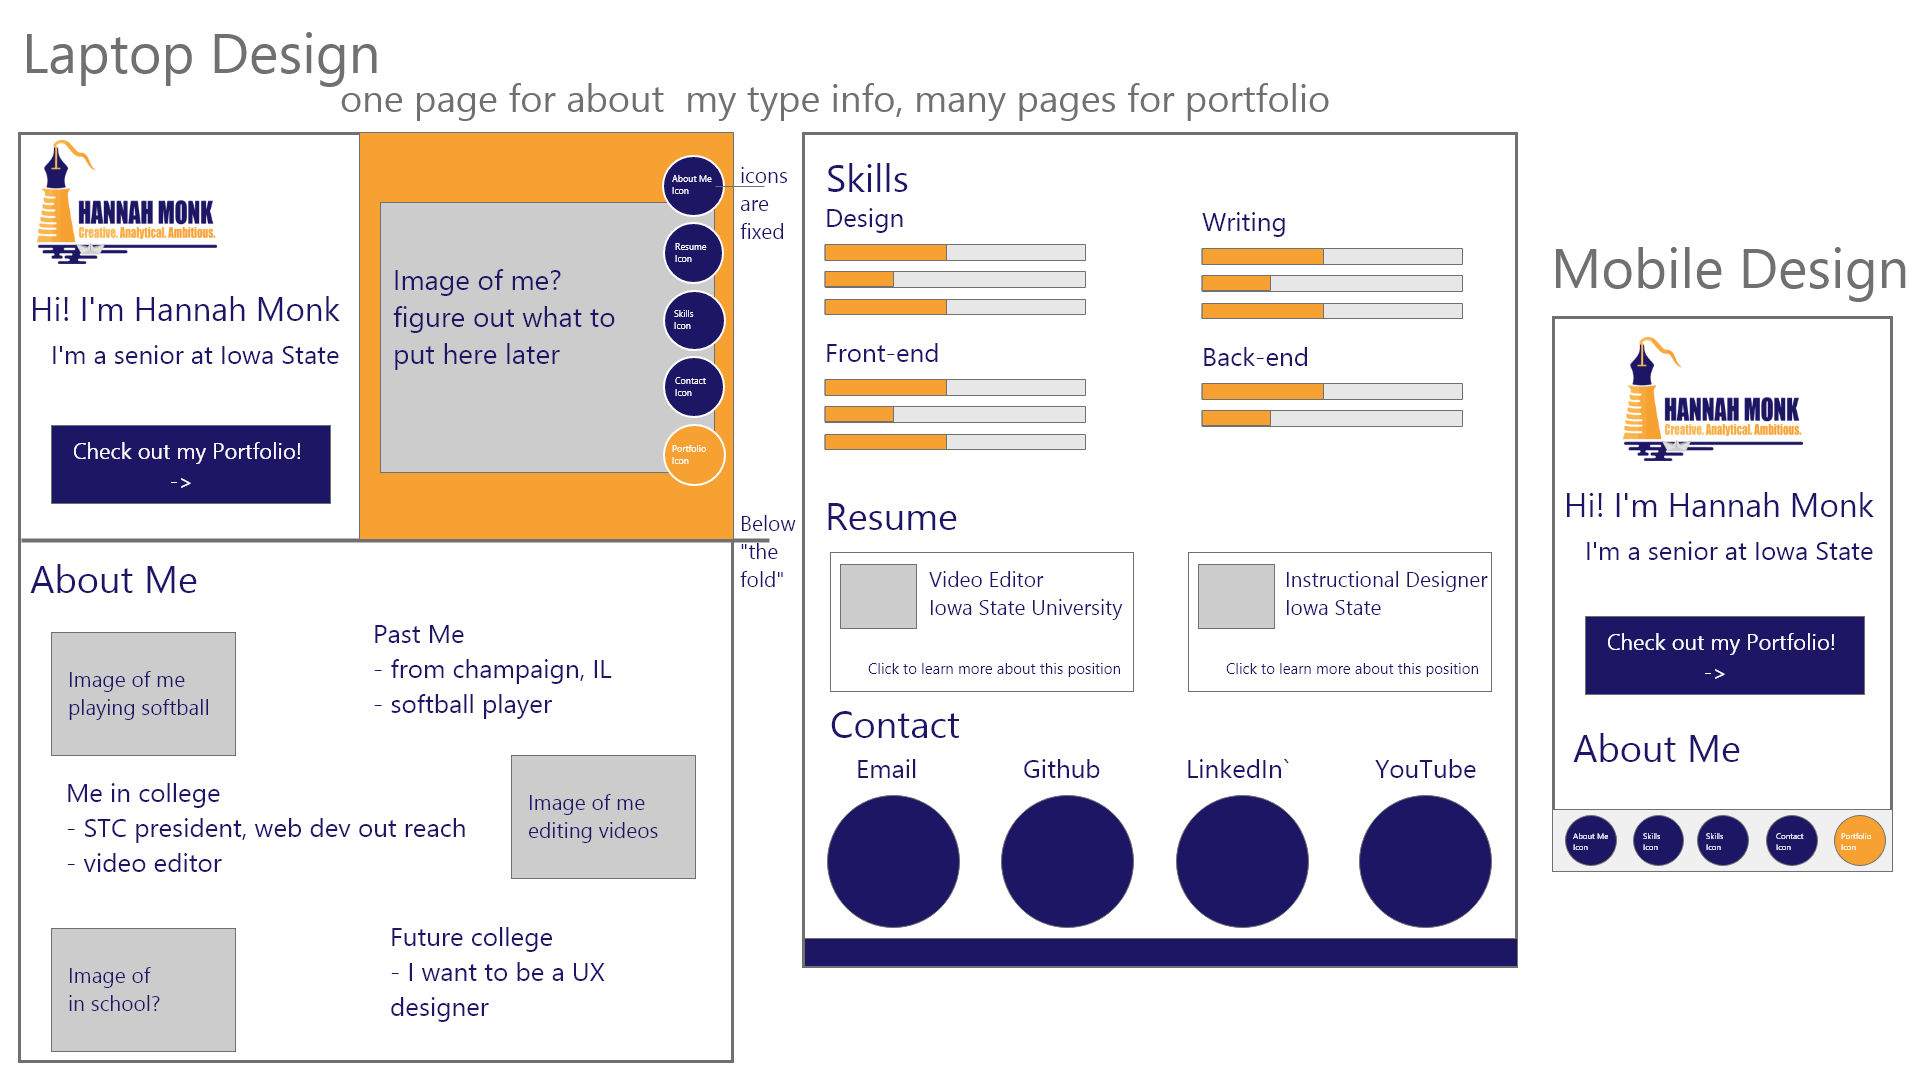 Laptop Design
one page for about  my type info, many pages for portfolio
HANNAH MONK
Creative. Analytical. Ambitious.
Hi! I'm Hannah Monk
I'm a senior at Iowa State
Check out my Portfolio!
->
Image of me?
figure out what to
put here later
About Me
Icon
Resume
Icon
Skills
Icon
Contact
Icon
Portfolio
Icon
icons
are
fixed
Below
"the
fold"
About Me
Image of me
playing softball
Past Me
- from champaign, IL
- softball player
Me in college
- STC president, web dev out reach
- video editor
Image of me
editing videos
Image of
in school?
Future college
- I want to be a UX
designer
Skills
Design
Writing
Front-end
Back-end
Resume
Video Editor
Iowa State University
Click to learn more about this position
Instructional Designer
Iowa State
Click to learn more about this position
Contact
Email
Github
LinkedIn`
YouTube
Mobile Design
HANNAH MONK
Creative. Analytical. Ambitious.
Hi! I'm Hannah Monk
I'm a senior at Iowa State
Check out my Portfolio!
->
About Me
About Me
Icon
Skills
Icon
Skills
Icon
Contact
Icon
Portfolio
Icon